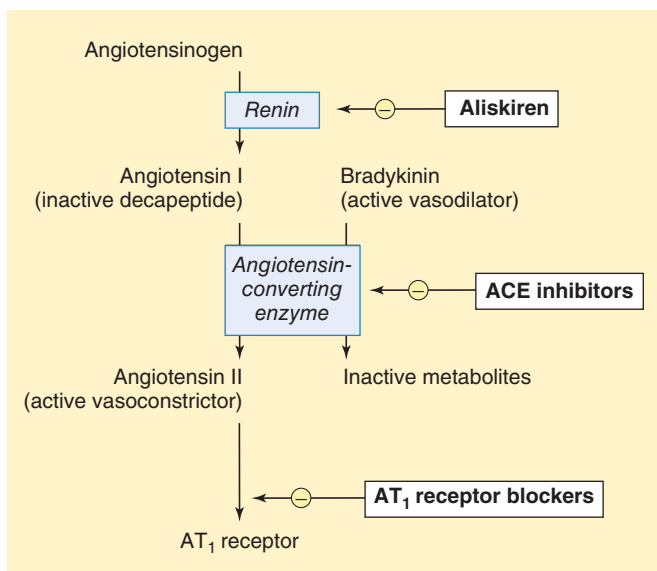 Angiotensinogen
Renin
−
Aliskiren
Angiotensin I
(inactive decapeptide)
Bradykinin
(active vasodilator)
Angiotensin-
converting
enzyme
−
ACE inhibitors
Angiotensin II
(active vasoconstrictor)
Inactive metabolites
−
AT₁ receptor blockers
AT₁ receptor